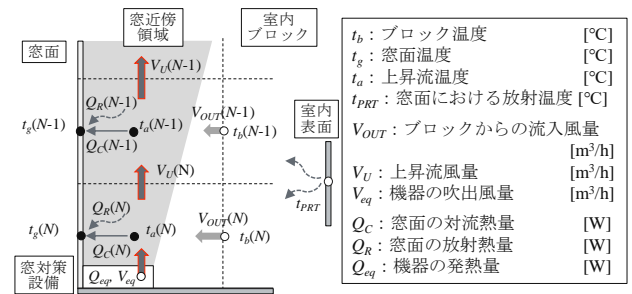 窓面
窓近傍
領域
室内
ブロック
V_U(N-1)
Q_R(N-1)
V_OUT(N-1)
t_g(N-1)
t_a(N-1)
t_b(N-1)
Q_C(N-1)
V_U(N)
室内
表面
Q_R(N)
V_OUT(N)
t_PRT
t_g(N)
t_a(N)
t_b(N)
Q_C(N)
窓対策
設備
Q_eq, V_eq
t_b：ブロック温度 [℃]
t_g：窓面温度 [℃]
t_a：上昇流温度 [℃]
t_PRT：窓面における放射温度 [℃]
V_OUT：ブロックからの流入風量
[m³/h]
V_U：上昇流風量 [m³/h]
V_eq：機器の吹出風量 [m³/h]
Q_C：窓面の対流熱量 [W]
Q_R：窓面の放射熱量 [W]
Q_eq：機器の発熱量 [W]